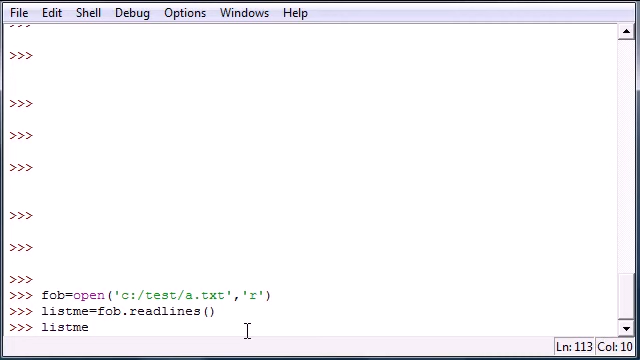 File Edit Shell Debug Options Windows Help
>>>
>>>
>>>
>>>
>>>
>>>
>>>
>>>
>>> fob=open('c:/test/a.txt','r')
>>> listme=fob.readlines()
>>> listme
Ln: 113 Col: 10